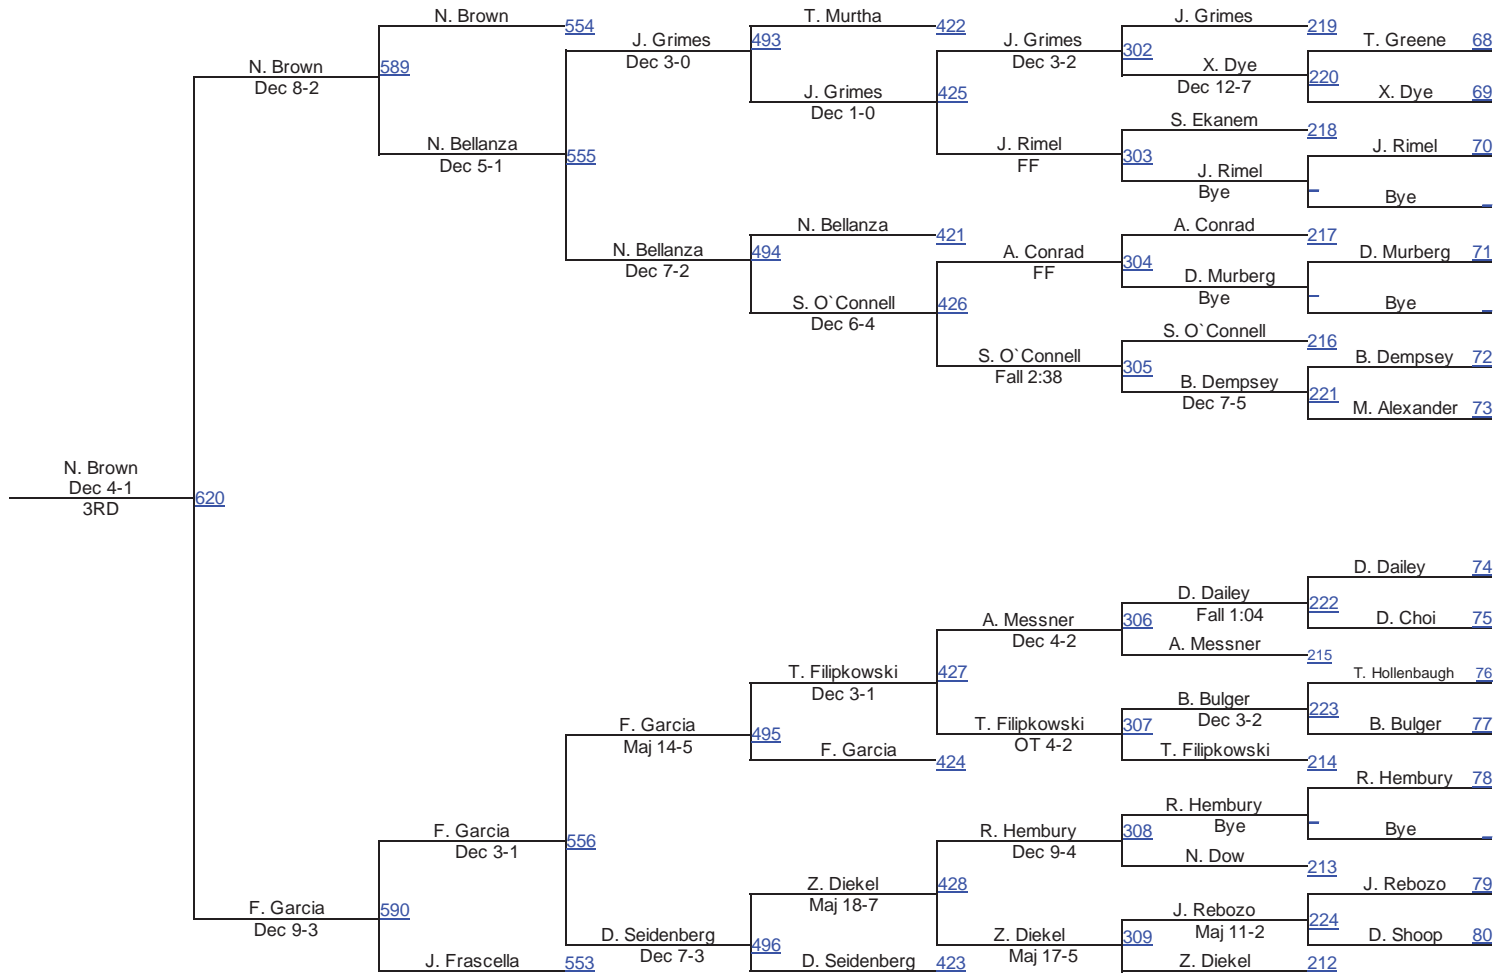 N. Brown
554
N. Brown
Dec 8-2
589
N. Bellanza
Dec 5-1
555
J. Grimes
Dec 3-0
493
T. Murtha
422
J. Grimes
Dec 1-0
425
J. Grimes
Dec 3-2
302
J. Grimes
219
T. Greene 68
X. Dye
Dec 12-7
220
X. Dye 69
S. Ekanem
218
J. Rimel
FF
303
J. Rimel 70
J. Rimel
Bye
Bye
N. Bellanza
Dec 7-2
494
N. Bellanza
421
A. Conrad
FF
304
A. Conrad
217
D. Murberg 71
D. Murberg
Bye
Bye
S. O`Connell
Dec 6-4
426
S. O`Connell
Fall 2:38
305
S. O`Connell
216
B. Dempsey 72
B. Dempsey
Dec 7-5
221
M. Alexander 73
N. Brown
Dec 4-1
3RD
620
D. Dailey 74
D. Dailey
Fall 1:04
222
D. Choi 75
A. Messner
Dec 4-2
306
A. Messner
215
T. Filipkowski
Dec 3-1
427
T. Hollenbaugh 76
B. Bulger
Dec 3-2
223
B. Bulger 77
T. Filipkowski
OT 4-2
307
T. Filipkowski
214
F. Garcia
Maj 14-5
495
F. Garcia
424
R. Hembury 78
R. Hembury
Bye
Bye
R. Hembury
Dec 9-4
308
N. Dow
213
F. Garcia
Dec 3-1
556
Z. Diekel
Maj 18-7
428
J. Rebozo 79
J. Rebozo
Maj 11-2
224
D. Shoop 80
F. Garcia
Dec 9-3
590
D. Seidenberg
Dec 7-3
496
Z. Diekel
Maj 17-5
309
J. Frascella
553
D. Seidenberg
423
Z. Diekel
212